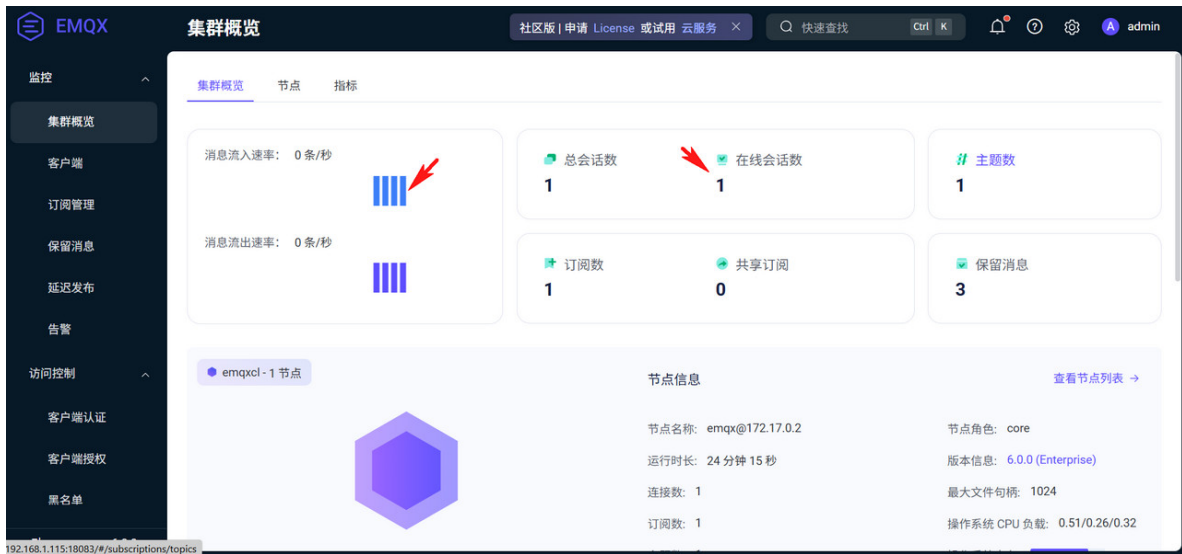 EMQX
集群概览
社区版 | 申请 License 或试用 云服务
快速查找
Ctrl K
A admin
监控
集群概览
客户端
订阅管理
保留消息
延迟发布
告警
访问控制
客户端认证
客户端授权
黑名单
集群概览 节点 指标
消息流入速率： 0 条/秒
消息流出速率： 0 条/秒
总会话数
1
在线会话数
1
主题数
1
订阅数
1
共享订阅
0
保留消息
3
emqxcl - 1 节点
节点信息
查看节点列表 →
节点名称: emqx@172.17.0.2
节点角色: core
运行时长: 24 分钟 15 秒
版本信息: 6.0.0 (Enterprise)
连接数: 1
最大文件句柄: 1024
订阅数: 1
操作系统 CPU 负载: 0.51/0.26/0.32
192.168.1.115:18083/#/subscriptions/topics